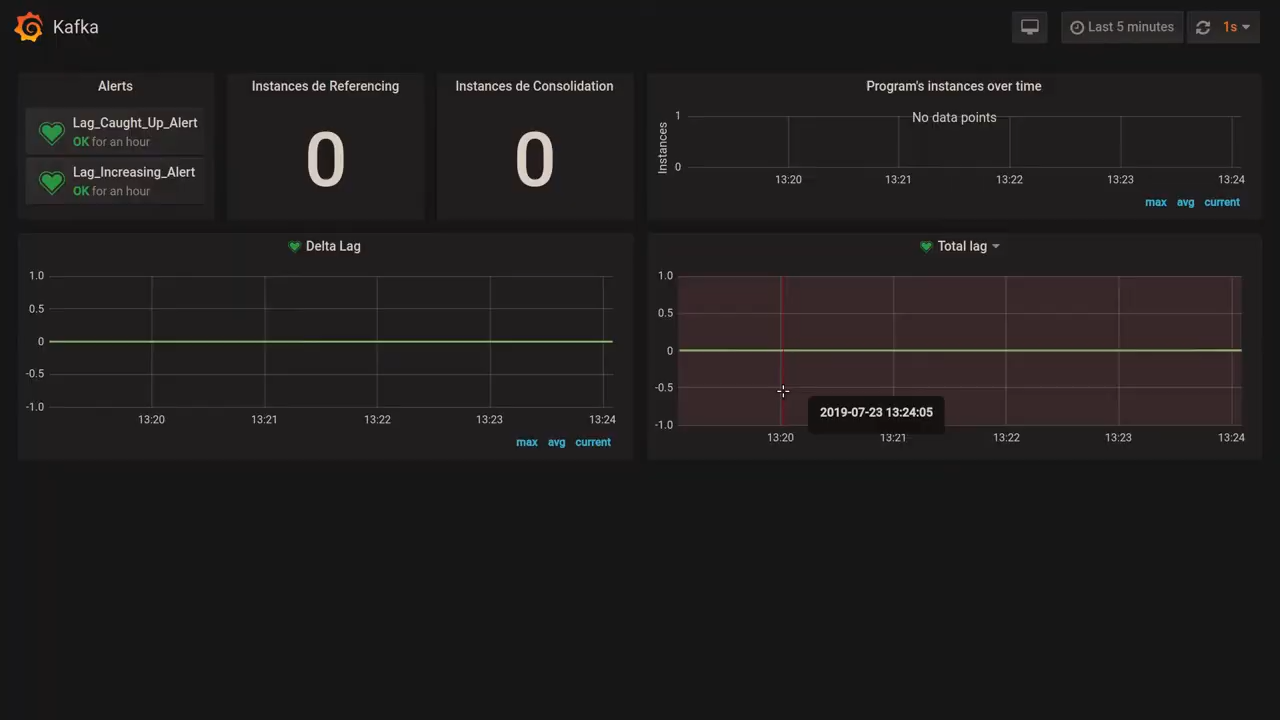 Kafka
Last 5 minutes
1s
Alerts
Lag_Caught_Up_Alert
OK for an hour
Lag_Increasing_Alert
OK for an hour
Instances de Referencing
0
Instances de Consolidation
0
Program's instances over time
No data points
Instances
1
0
13:20 13:21 13:22 13:23 13:24
max avg current
Delta Lag
1.0
0.5
0
-0.5
-1.0
13:20 13:21 13:22 13:23 13:24
max avg current
Total lag
1.0
0.5
0
-0.5
-1.0
2019-07-23 13:24:05
13:20 13:21 13:22 13:23 13:24